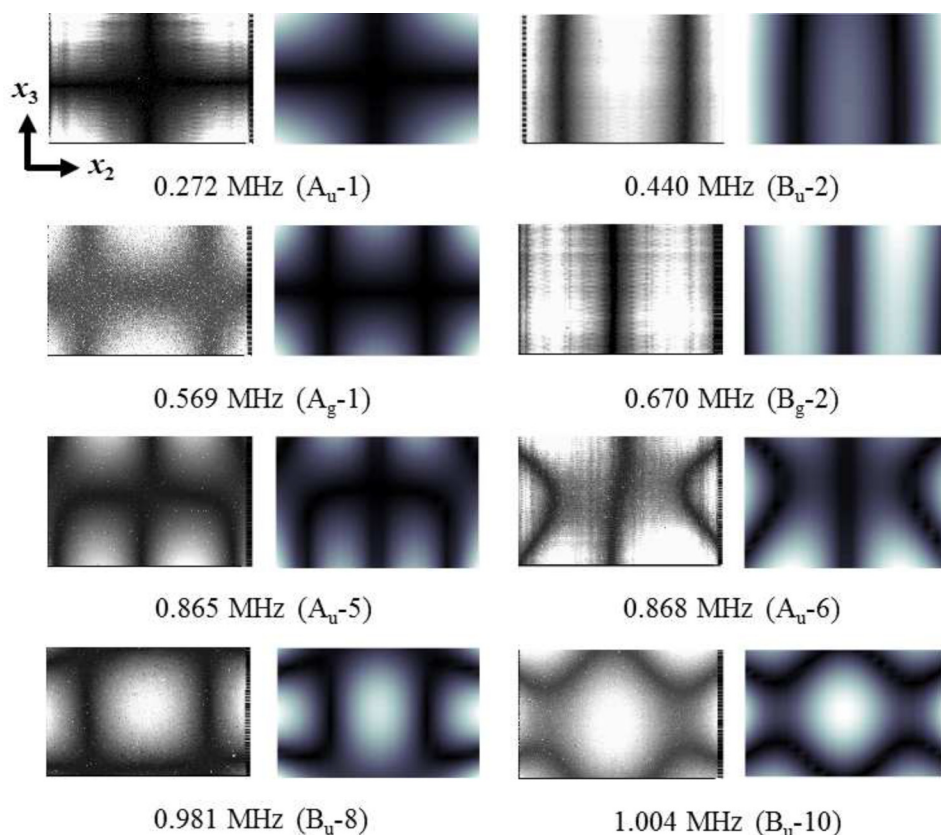 x₃
x₂
0.272 MHz (Aᵤ-1) 0.440 MHz (Bᵤ-2)
0.569 MHz (A_g-1) 0.670 MHz (B_g-2)
0.865 MHz (Aᵤ-5) 0.868 MHz (Aᵤ-6)
0.981 MHz (Bᵤ-8) 1.004 MHz (Bᵤ-10)